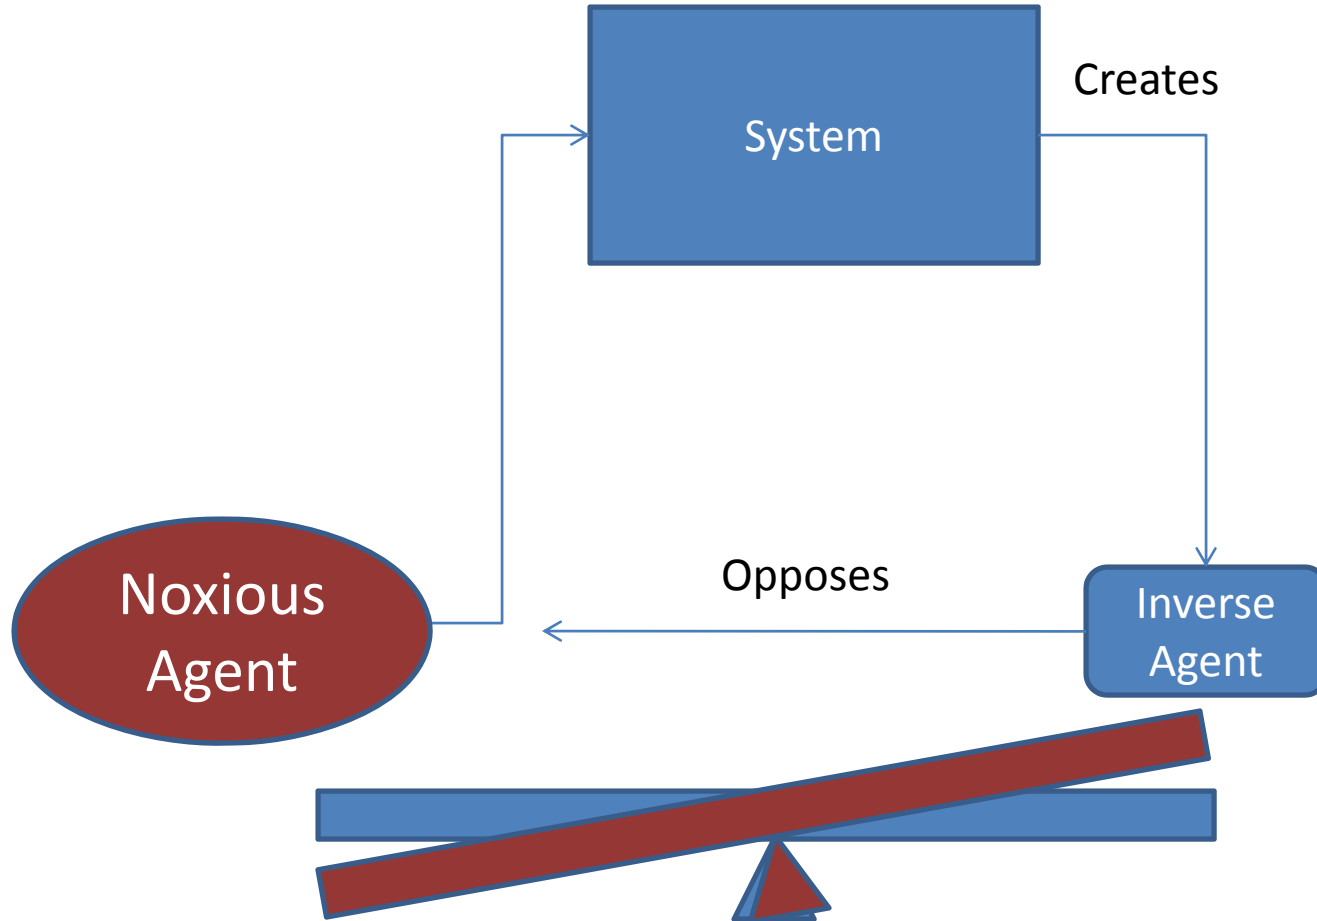 Creates
System
Opposes
Noxious
Agent
Inverse
Agent